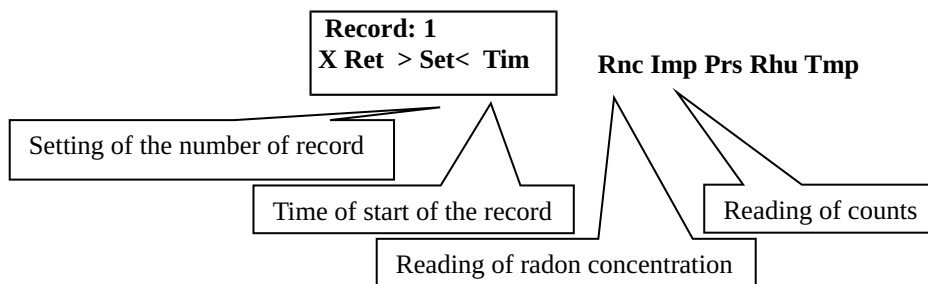 Record: 1
X Ret > Set< Tim
Rnc Imp Prs Rhu Tmp
Setting of the number of record
Time of start of the record
Reading of counts
Reading of radon concentration